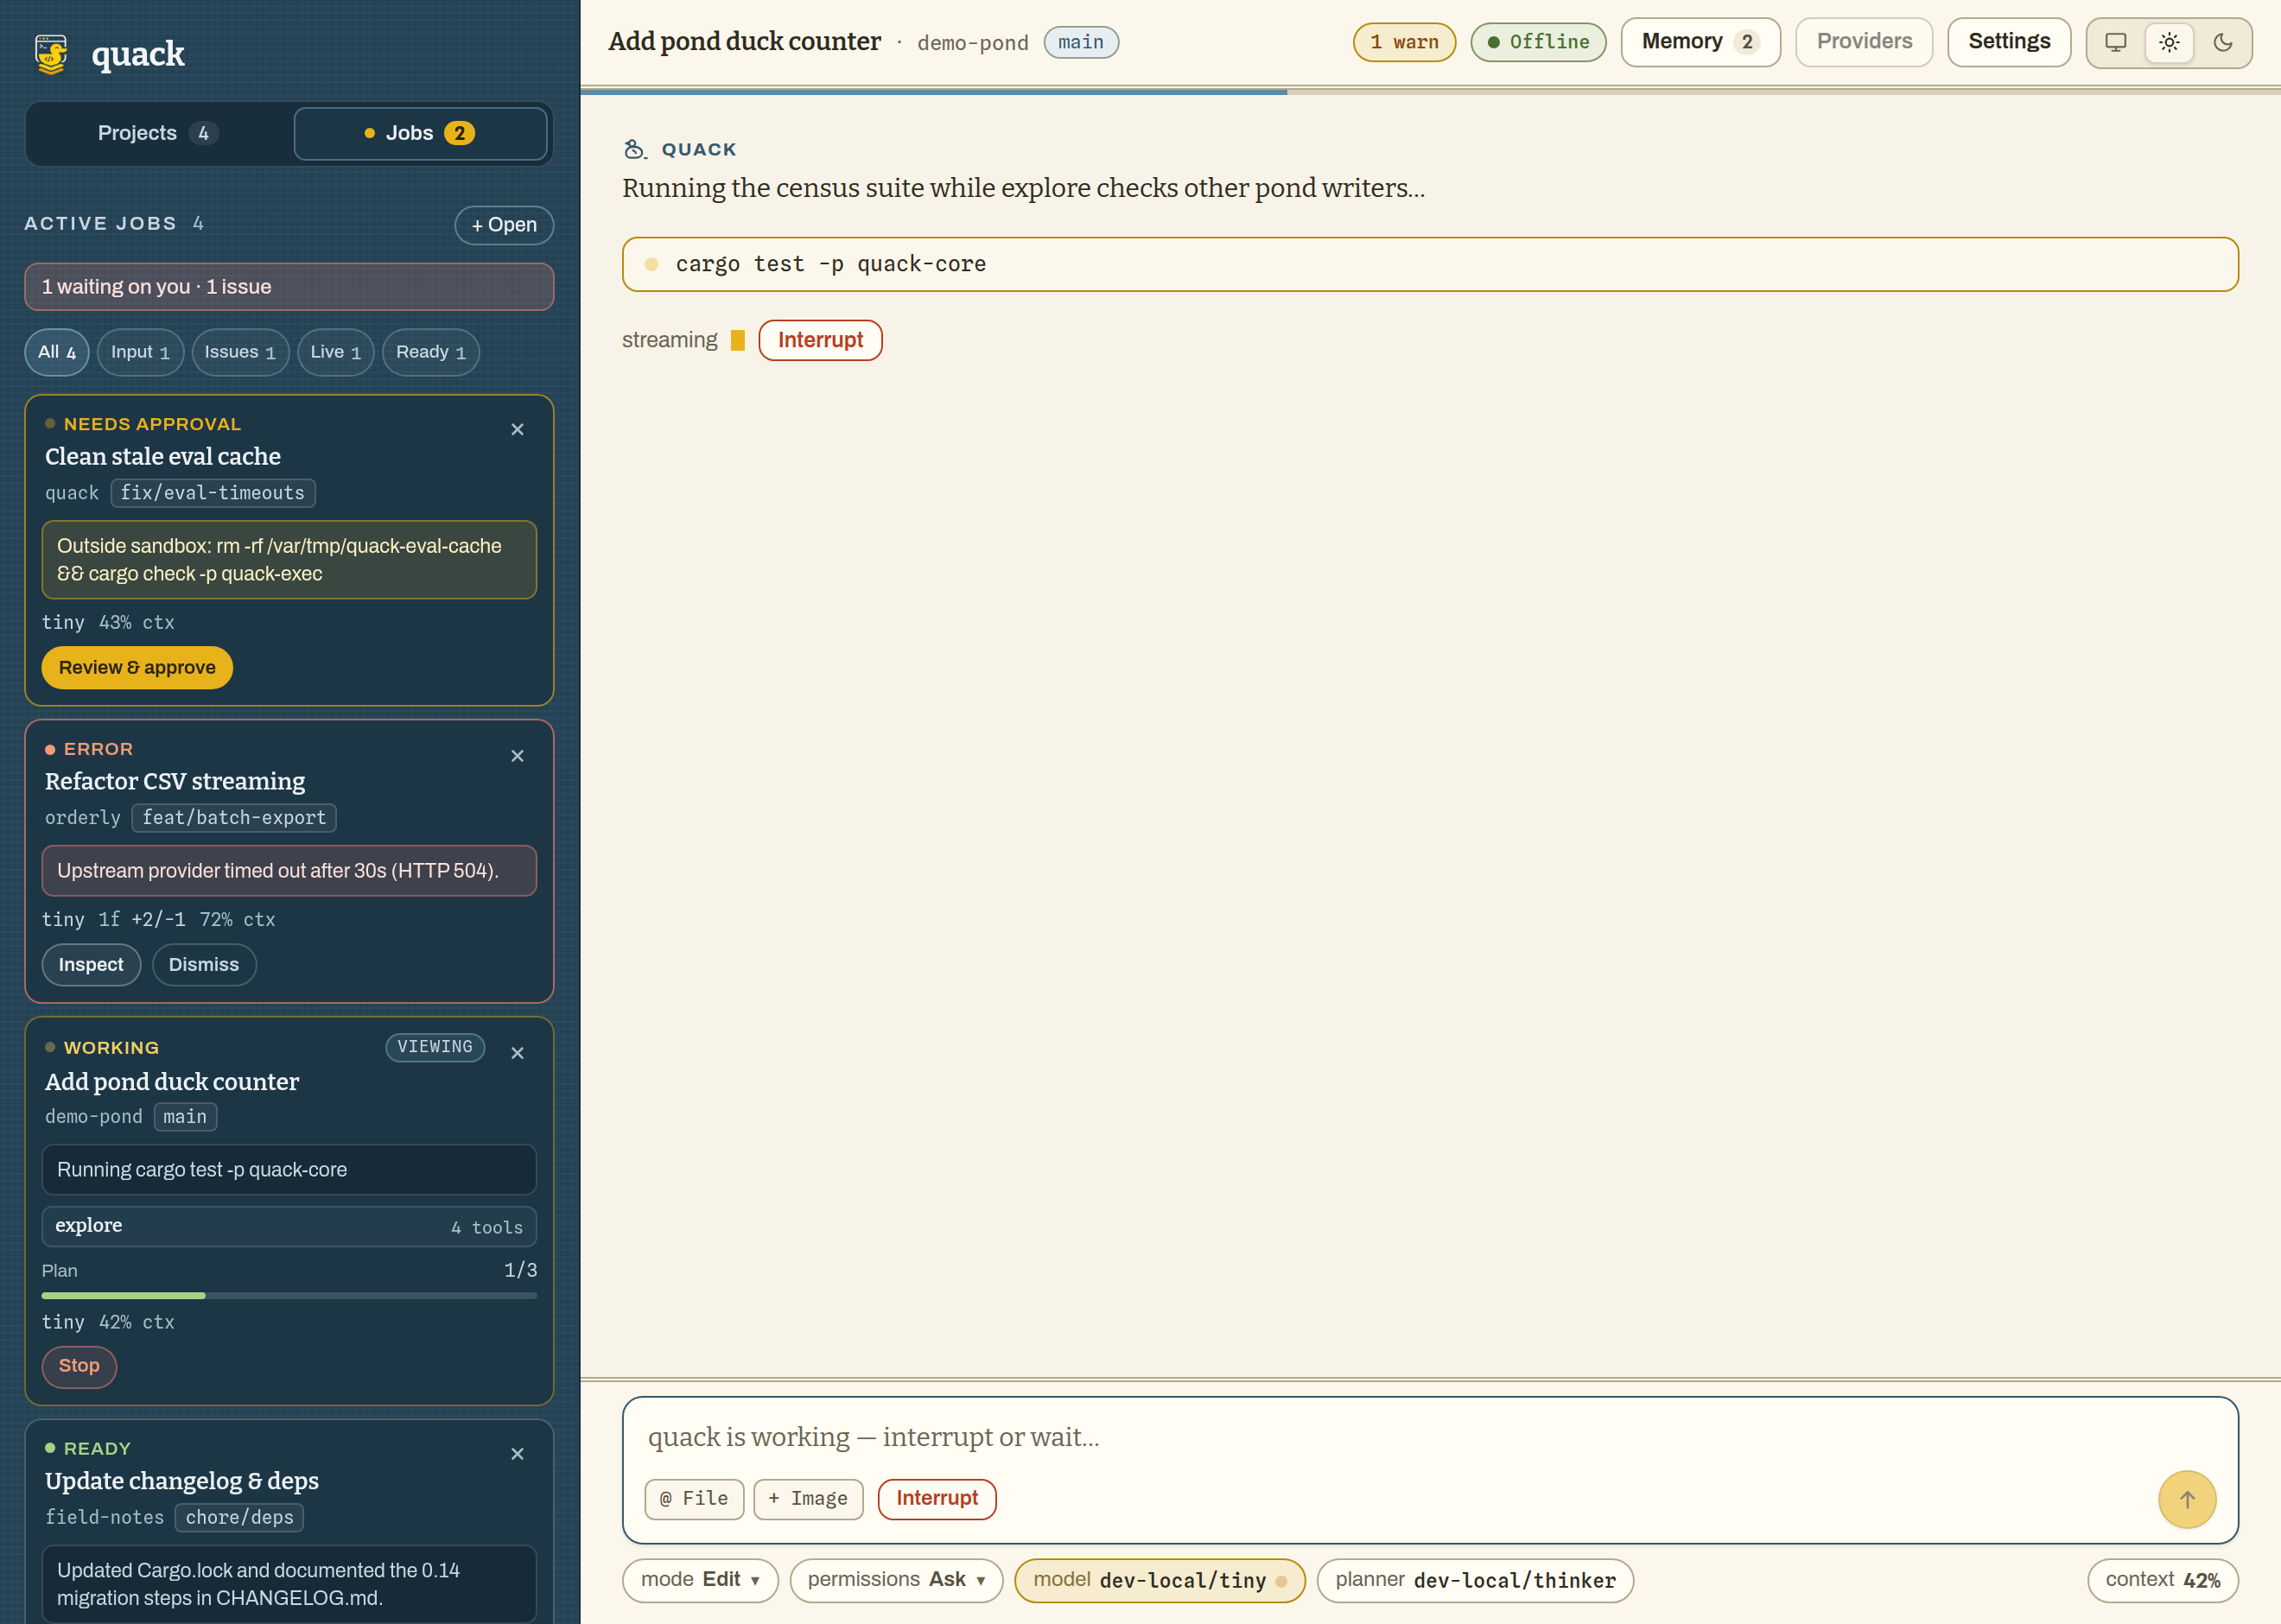 quack
Projects 4
Jobs 2
ACTIVE JOBS 4
+ Open
1 waiting on you · 1 issue
All 4
Input 1
Issues 1
Live 1
Ready 1
NEEDS APPROVAL
×
Clean stale eval cache
quack fix/eval-timeouts
Outside sandbox: rm -rf /var/tmp/quack-eval-cache
&& cargo check -p quack-exec
tiny 43% ctx
Review & approve
ERROR
×
Refactor CSV streaming
orderly feat/batch-export
Upstream provider timed out after 30s (HTTP 504).
tiny 1f +2/-1 72% ctx
Inspect
Dismiss
WORKING
VIEWING
×
Add pond duck counter
demo-pond main
Running cargo test -p quack-core
explore 4 tools
Plan 1/3
tiny 42% ctx
Stop
READY
×
Update changelog & deps
field-notes chore/deps
Updated Cargo.lock and documented the 0.14
migration steps in CHANGELOG.md.
Add pond duck counter · demo-pond main
1 warn
Offline
Memory 2
Providers
Settings
QUACK
Running the census suite while explore checks other pond writers…
cargo test -p quack-core
streaming
Interrupt
quack is working — interrupt or wait…
@ File
+ Image
Interrupt
mode Edit ▾
permissions Ask ▾
model dev-local/tiny
planner dev-local/thinker
context 42%